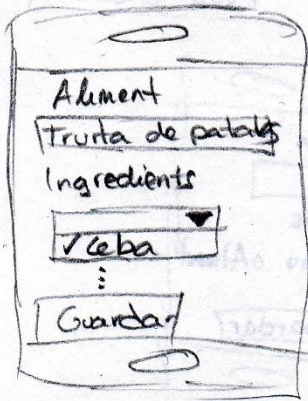 Aliment
Truita de patates
Ingredients
✓ Ceba
⋮
Guardar